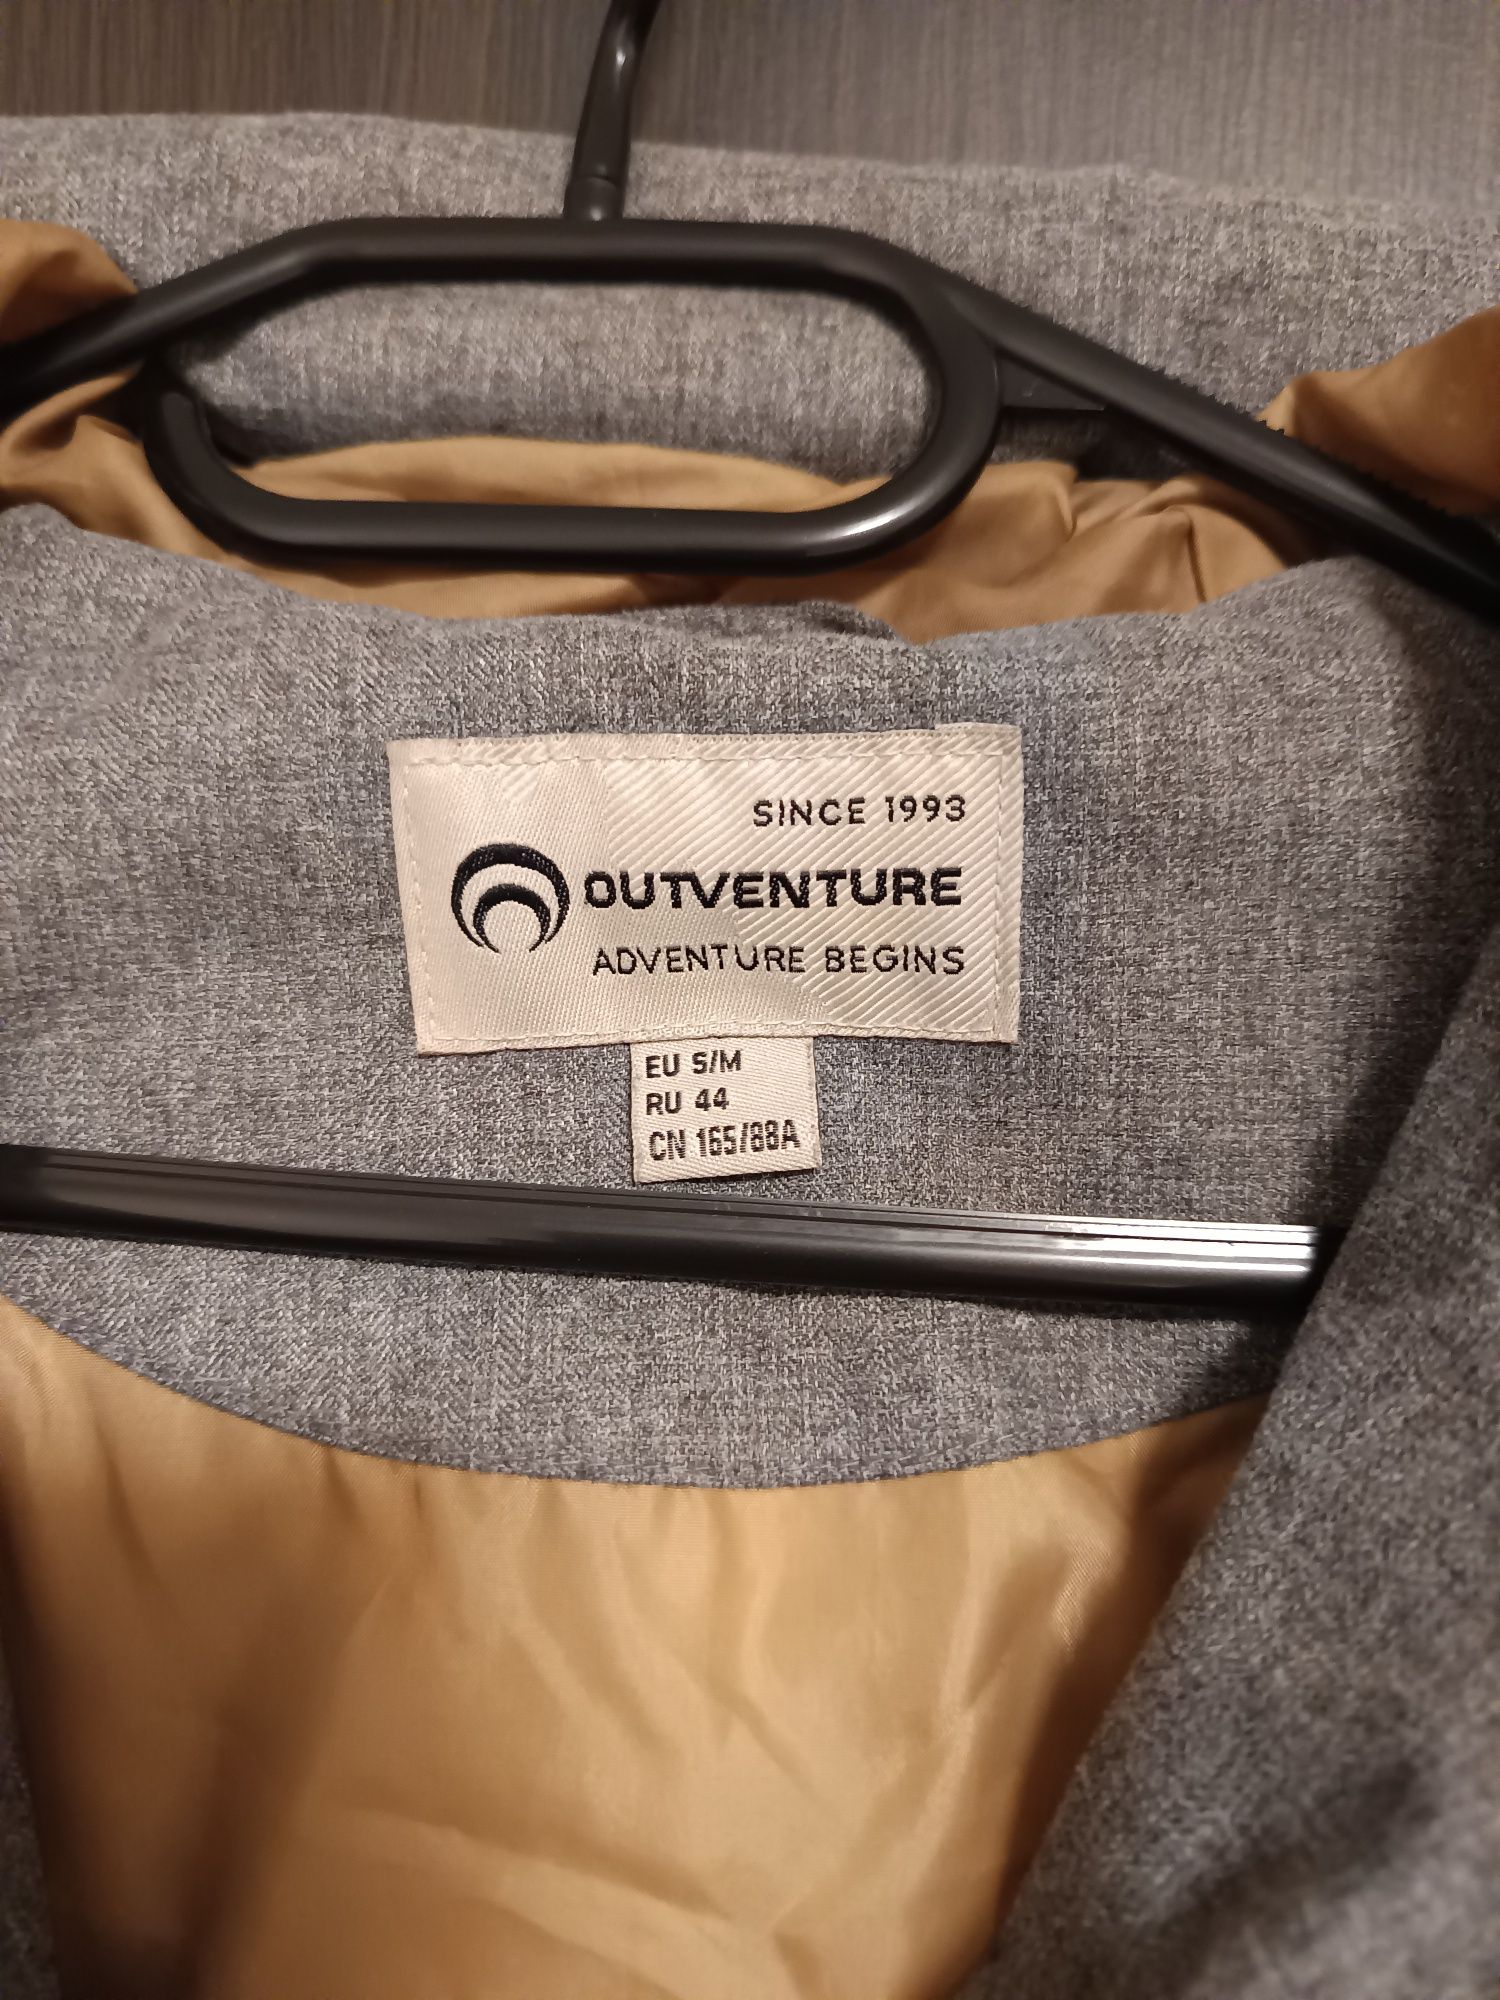 SINCE 1993
OUTVENTURE
ADVENTURE BEGINS
EU S/M
RU 44
CN 165/88A